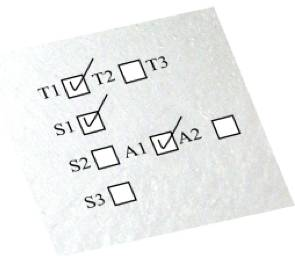 T1 ☑ T2 ☐ T3
S1 ☑
S2 ☐ A1 ☑ A2 ☐
S3 ☐